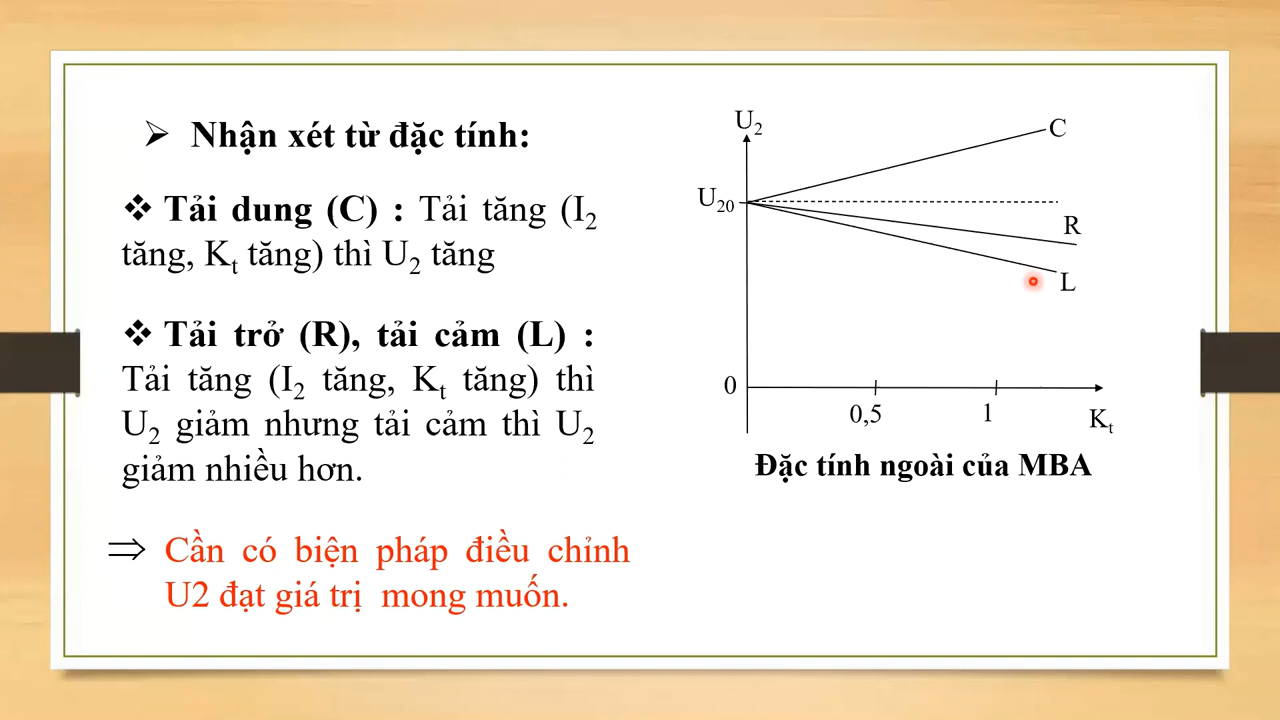 ➢ Nhận xét từ đặc tính:
❖ Tải dung (C) : Tải tăng (I₂
tăng, Kₜ tăng) thì U₂ tăng
❖ Tải trở (R), tải cảm (L) :
Tải tăng (I₂ tăng, Kₜ tăng) thì
U₂ giảm nhưng tải cảm thì U₂
giảm nhiều hơn.
⇒ Cần có biện pháp điều chỉnh
U2 đạt giá trị mong muốn.
U₂
C
U₂₀
R
L
0
0,5
1
Kₜ
Đặc tính ngoài của MBA